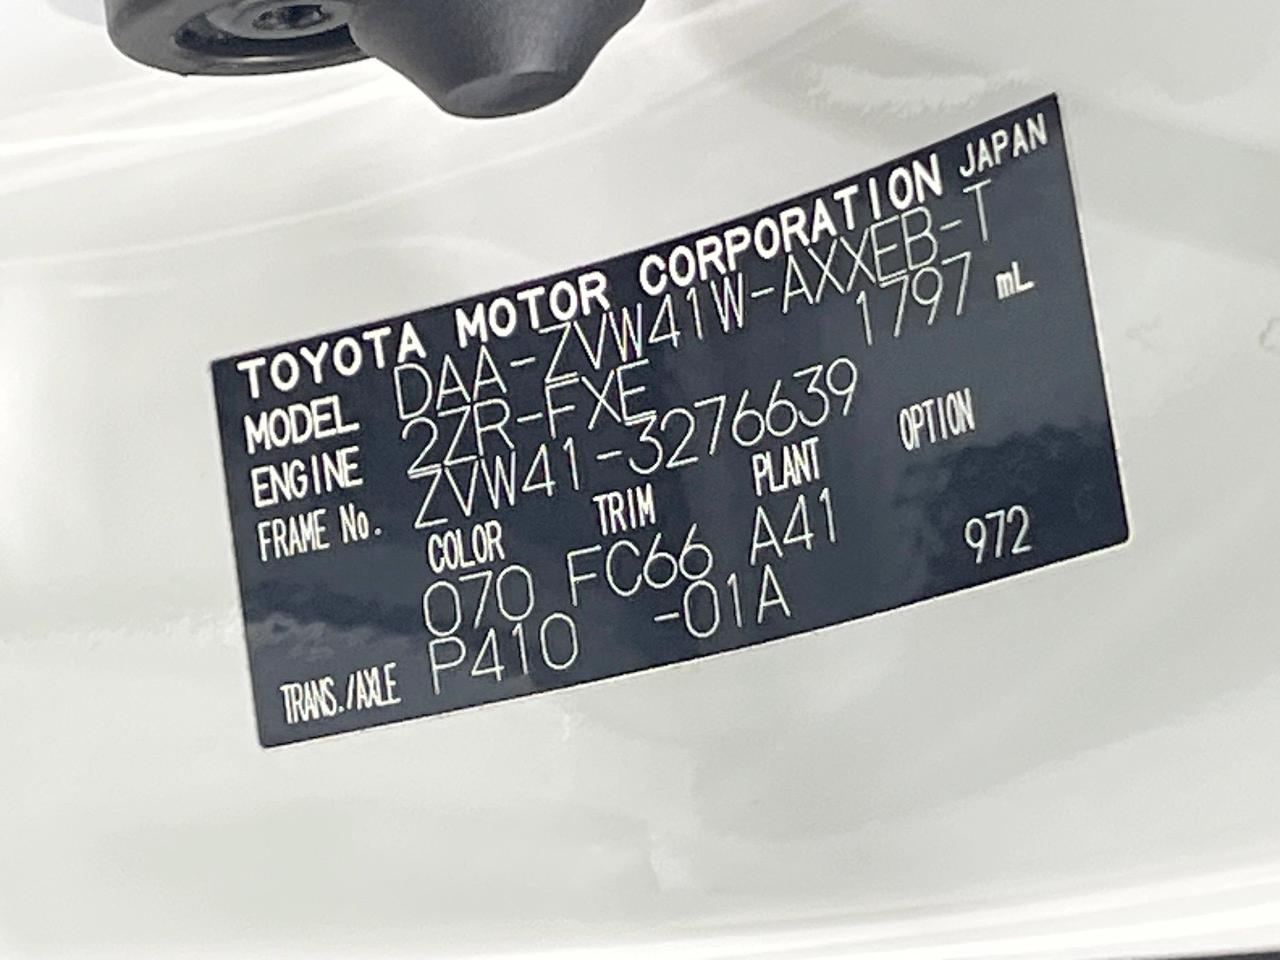 TOYOTA MOTOR CORPORATION JAPAN
MODEL DAA-ZVW41W-AXXEB-T
ENGINE 2ZR-FXE 1797 mL
FRAME No. ZVW41-3276639
COLOR TRIM PLANT OPTION
070 FC66 A41 972
TRANS./AXLE P410 -01A